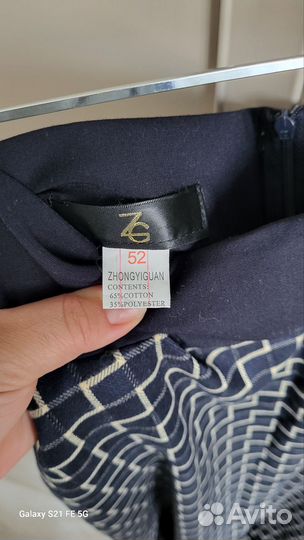 ZG
52
ZHONGYIGUAN
CONTENTS:
65%COTTON
35%POLYESTER
Galaxy S21 FE 5G
Avito